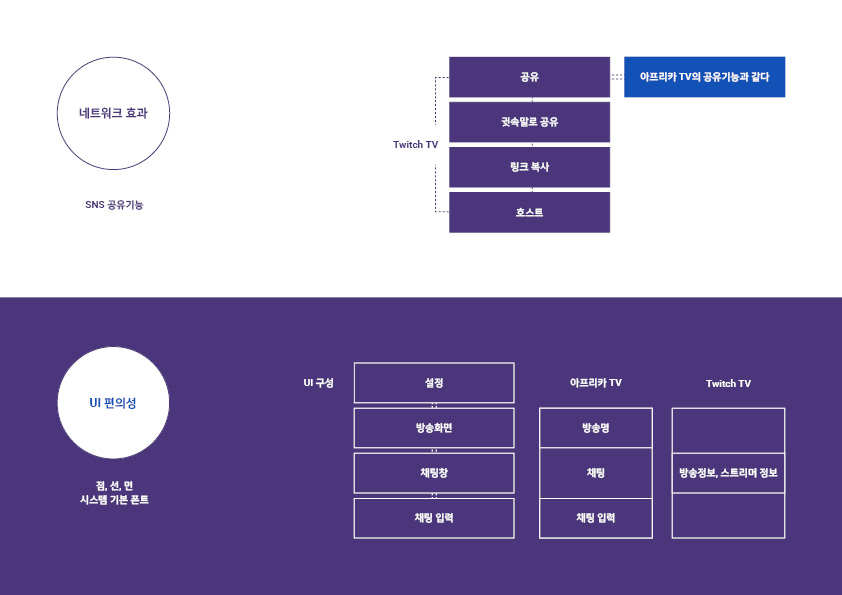 네트워크 효과
SNS 공유기능
Twitch TV
공유
아프리카 TV의 공유기능과 같다
귓속말로 공유
링크 복사
호스트
UI 편의성
점, 선, 면
시스템 기본 폰트
UI 구성
설정
방송화면
채팅창
채팅 입력
아프리카 TV
방송명
채팅
채팅 입력
Twitch TV
방송정보, 스트리머 정보